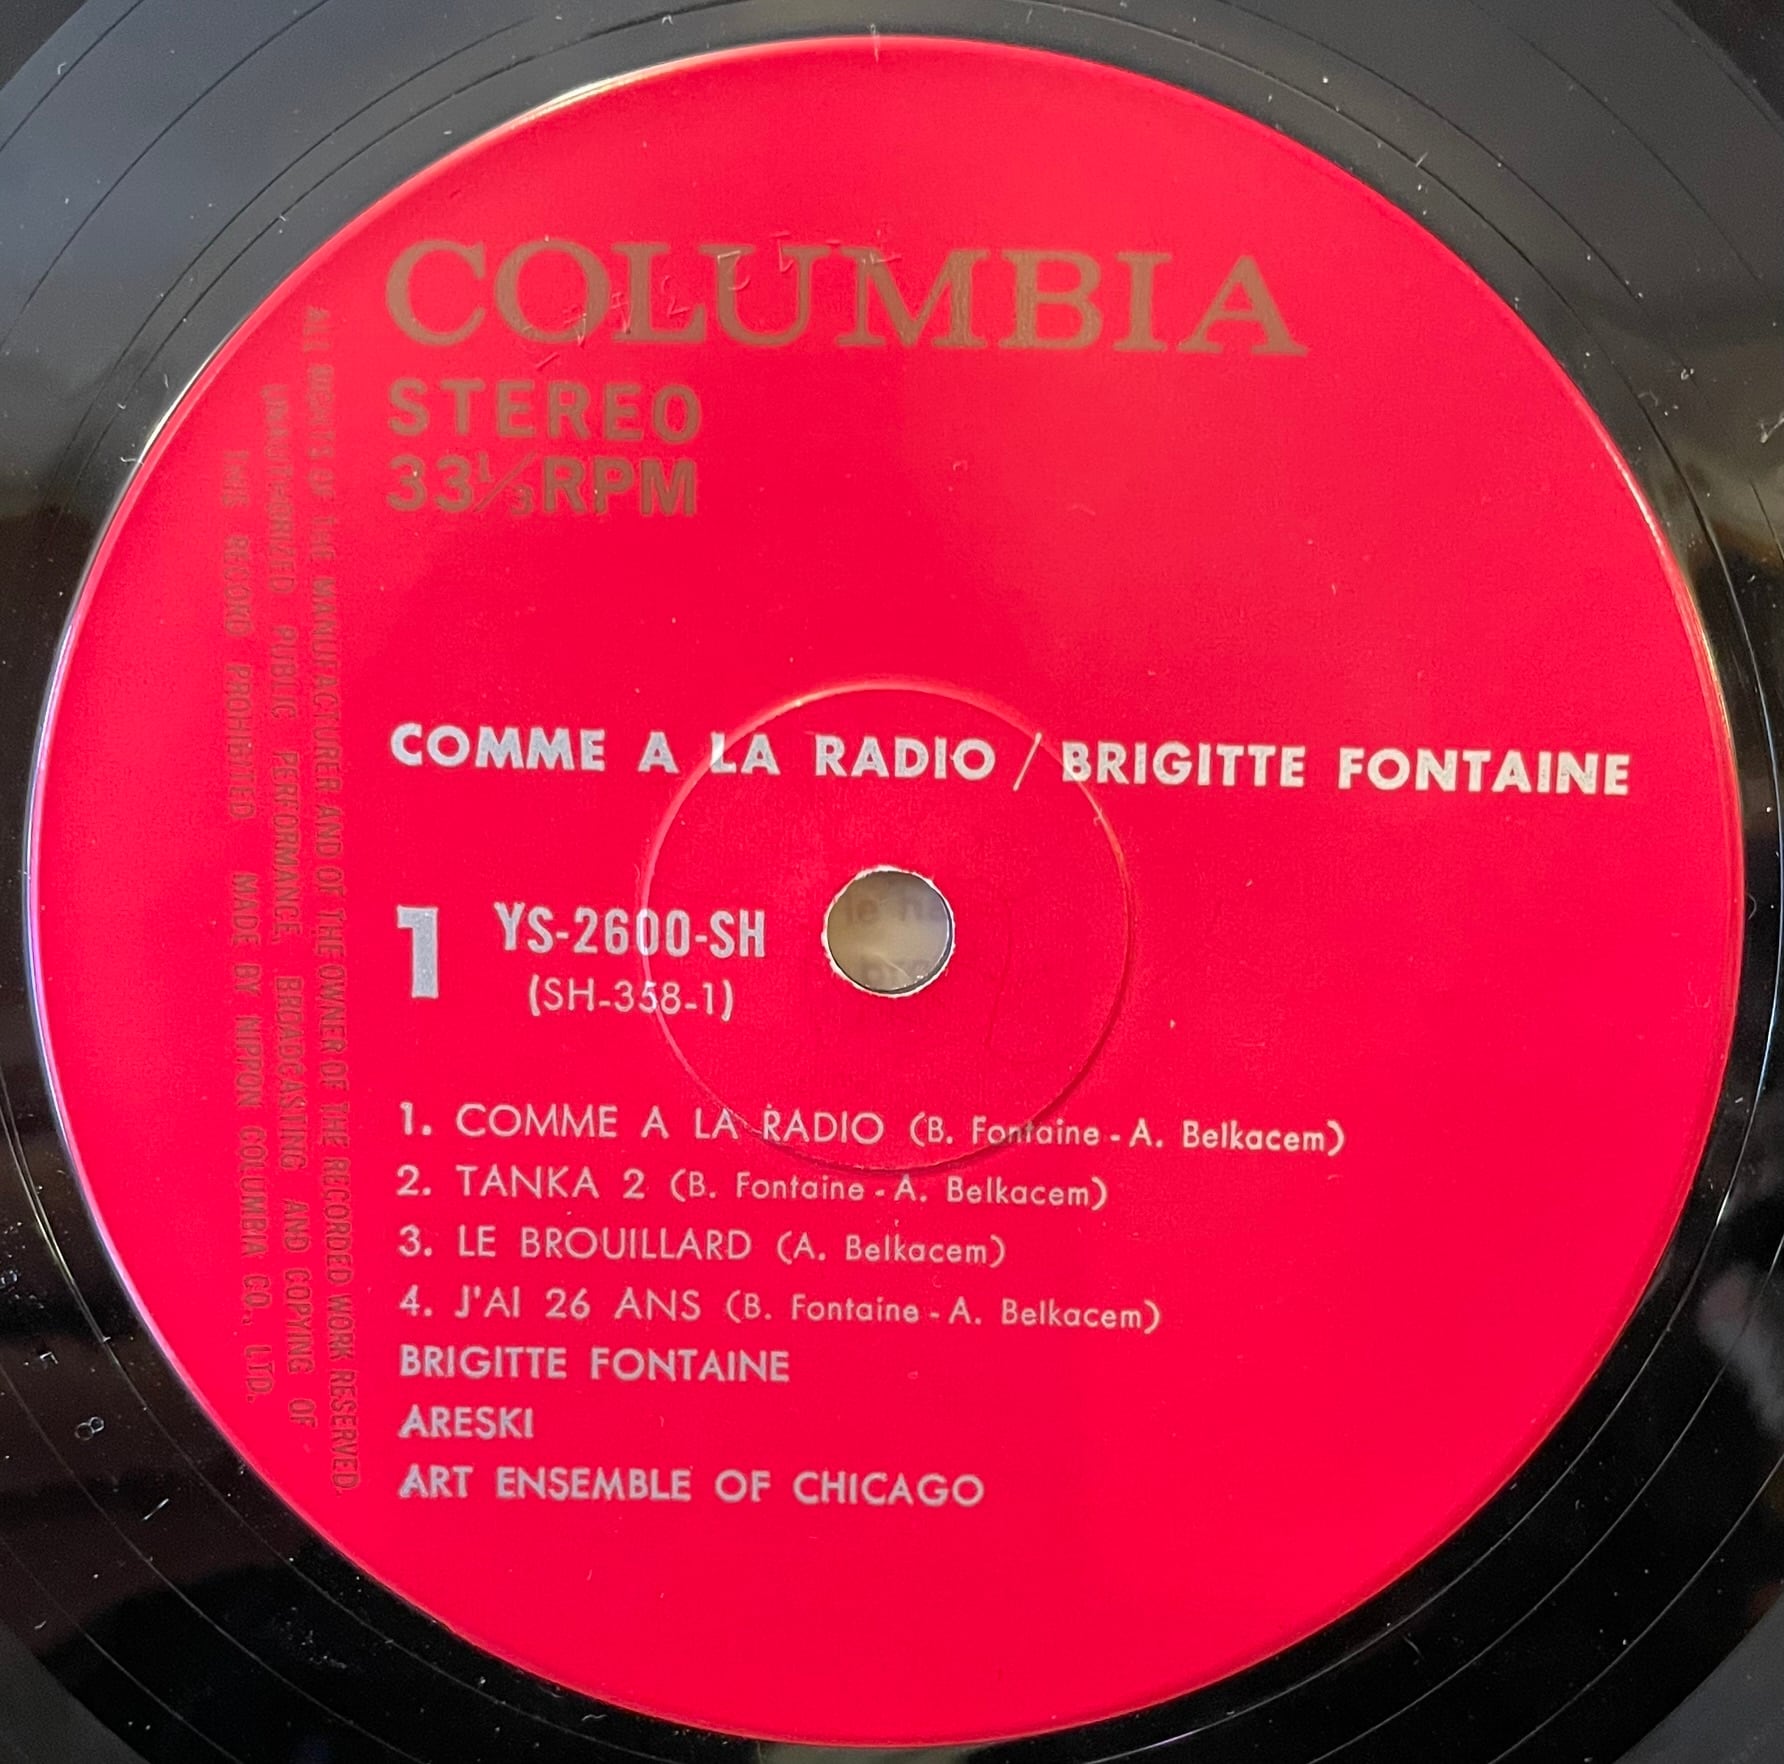 COLUMBIA
STEREO
33⅓RPM
COMME A LA RADIO / BRIGITTE FONTAINE
1 YS-2600-SH
(SH-358-1)
1. COMME A LA RADIO (B. Fontaine - A. Belkacem)
2. TANKA 2 (B. Fontaine - A. Belkacem)
3. LE BROUILLARD (A. Belkacem)
4. J'AI 26 ANS (B. Fontaine - A. Belkacem)
BRIGITTE FONTAINE
ARESKI
ART ENSEMBLE OF CHICAGO
ALL RIGHTS OF THE MANUFACTURER AND OF THE OWNER OF THE RECORDED WORK RESERVED.
UNAUTHORIZED PUBLIC PERFORMANCE, BROADCASTING AND COPYING OF
THIS RECORD PROHIBITED MADE BY NIPPON COLUMBIA CO., LTD.